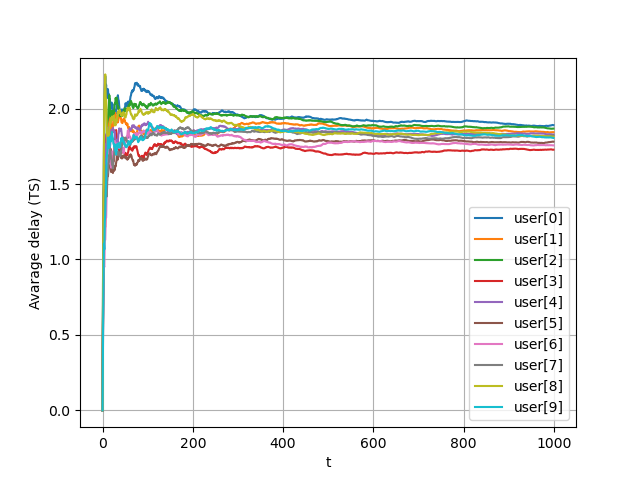 2.0
1.5
1.0
0.5
0.0
Avarage delay (TS)
user[0]
user[1]
user[2]
user[3]
user[4]
user[5]
user[6]
user[7]
user[8]
user[9]
0 200 400 600 800 1000
t